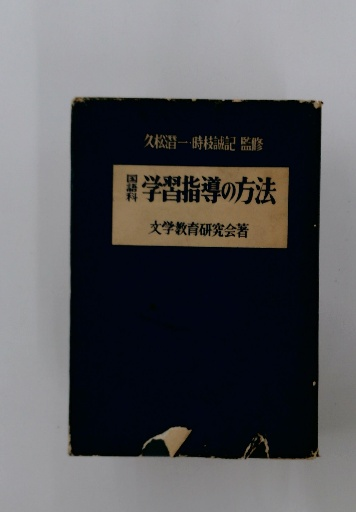 久松潜一・時枝誠記 監修
国語科 学習指導の方法
文学教育研究会著